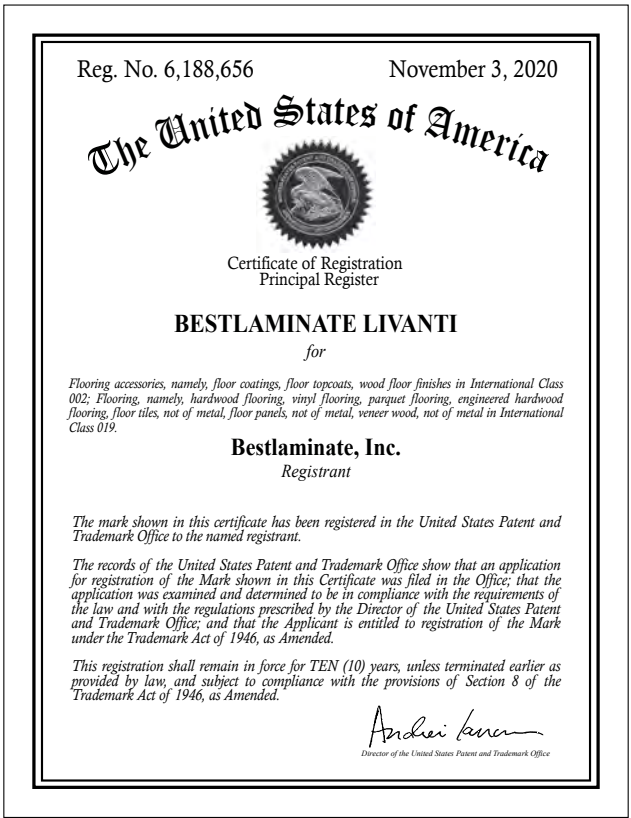 Reg. No. 6,188,656 November 3, 2020
The United States of America
Certificate of Registration
Principal Register
BESTLAMINATE LIVANTI
for
Flooring accessories, namely, floor coatings, floor topcoats, wood floor finishes in International Class
002; Flooring, namely, hardwood flooring, vinyl flooring, parquet flooring, engineered hardwood
flooring, floor tiles, not of metal, floor panels, not of metal, veneer wood, not of metal in International
Class 019.
Bestlaminate, Inc.
Registrant
The mark shown in this certificate has been registered in the United States Patent and
Trademark Office to the named registrant.
The records of the United States Patent and Trademark Office show that an application
for registration of the Mark shown in this Certificate was filed in the Office; that the
application was examined and determined to be in compliance with the requirements of
the law and with the regulations prescribed by the Director of the United States Patent
and Trademark Office; and that the Applicant is entitled to registration of the Mark
under the Trademark Act of 1946, as Amended.
This registration shall remain in force for TEN (10) years, unless terminated earlier as
provided by law, and subject to compliance with the provisions of Section 8 of the
Trademark Act of 1946, as Amended.
Andrei Iancu
Director of the United States Patent and Trademark Office